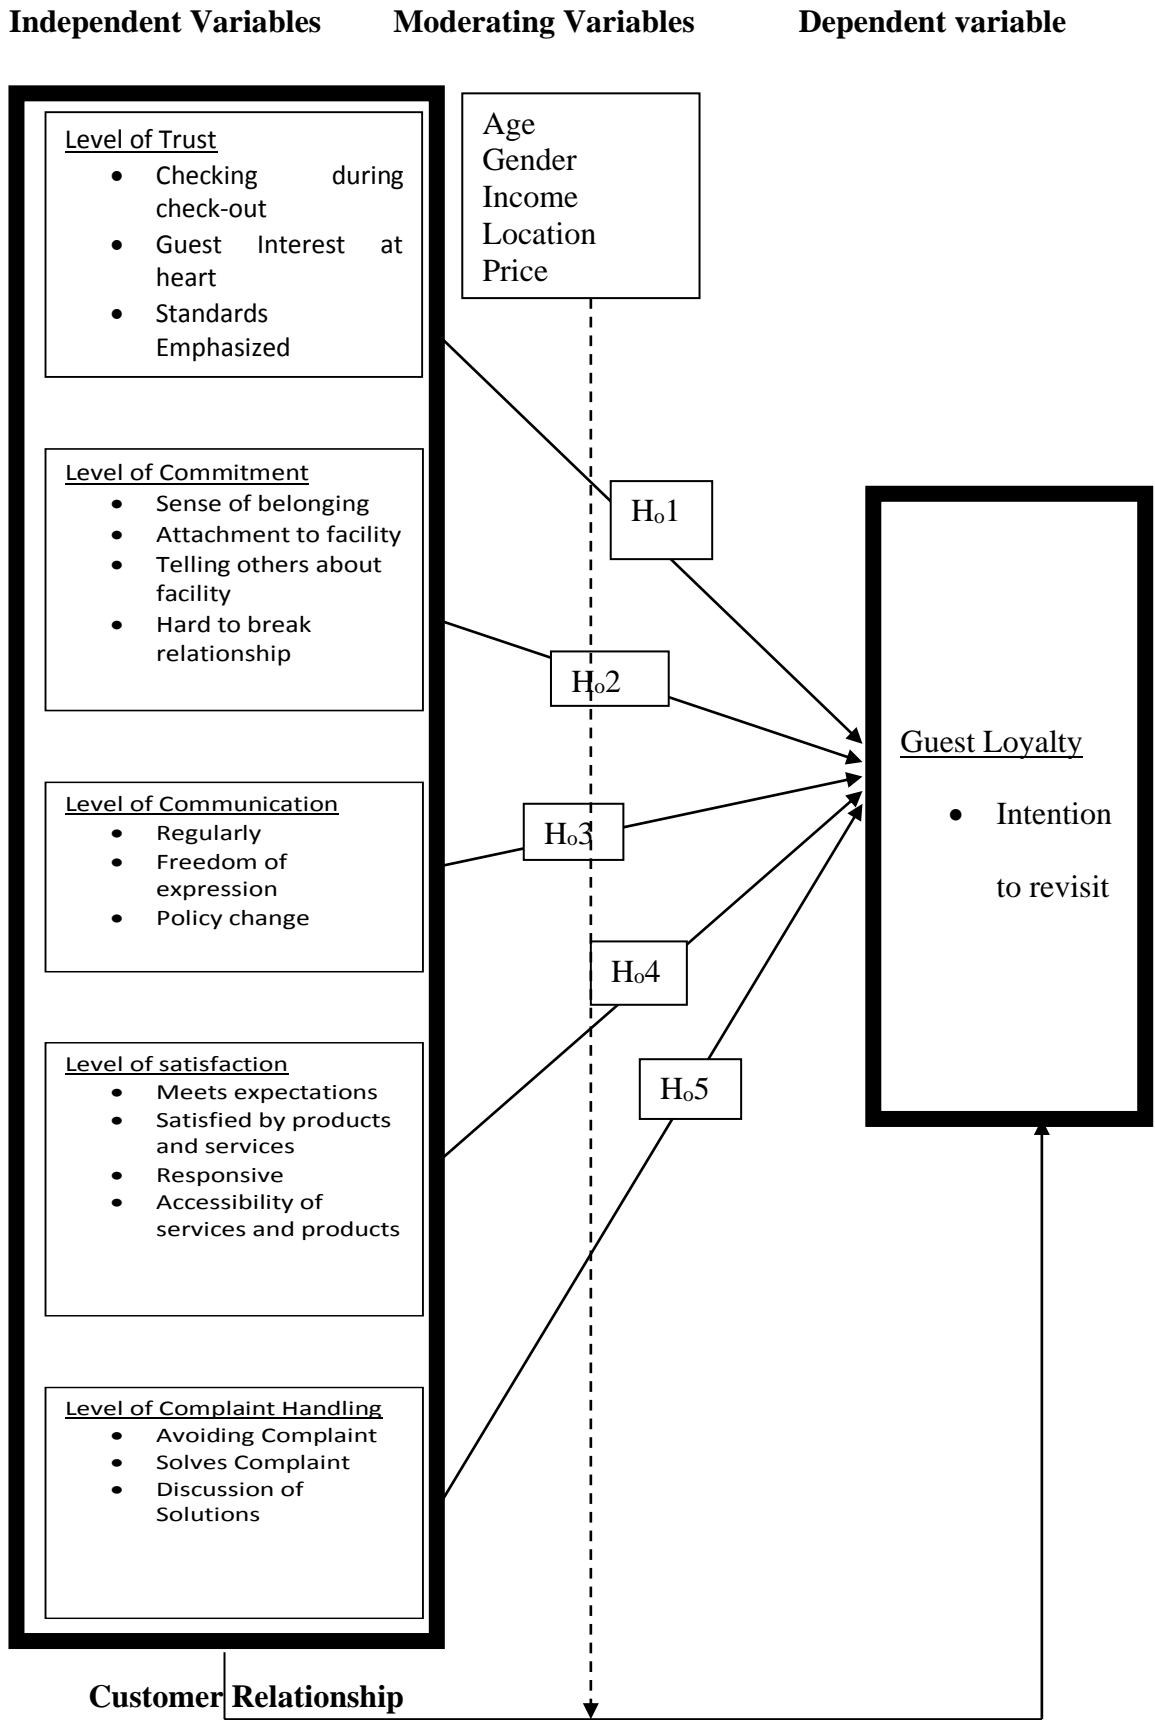 Independent Variables
Moderating Variables
Dependent variable
Level of Trust
• Checking during
check-out
• Guest Interest at
heart
• Standards
Emphasized
Age
Gender
Income
Location
Price
Level of Commitment
• Sense of belonging
• Attachment to facility
• Telling others about
facility
• Hard to break
relationship
Level of Communication
• Regularly
• Freedom of
expression
• Policy change
Level of satisfaction
• Meets expectations
• Satisfied by products
and services
• Responsive
• Accessibility of
services and products
Level of Complaint Handling
• Avoiding Complaint
• Solves Complaint
• Discussion of
Solutions
Hₒ1
Hₒ2
Hₒ3
Hₒ4
Hₒ5
Guest Loyalty
• Intention
to revisit
Customer Relationship